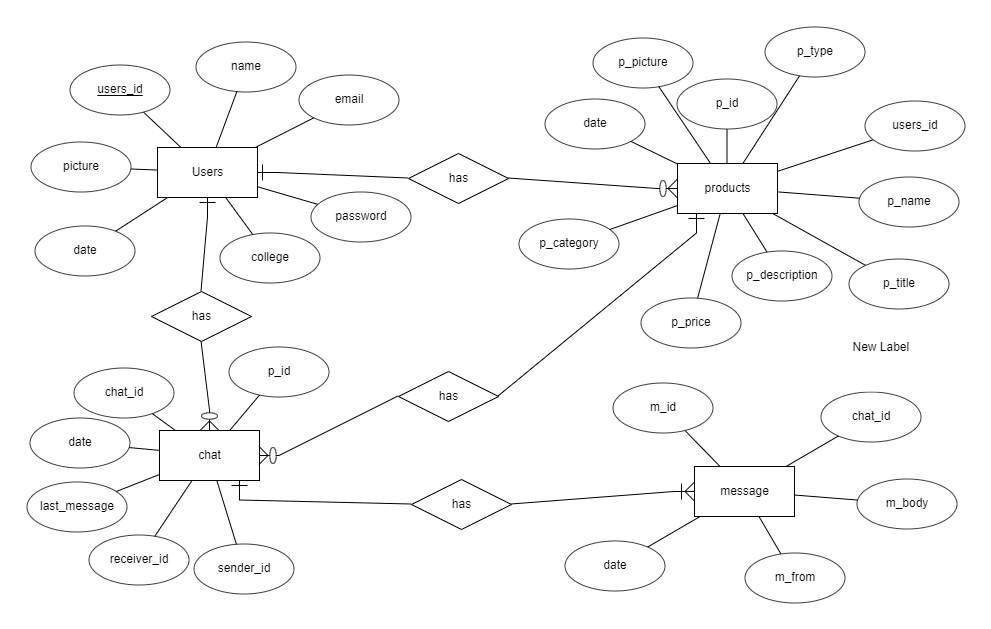 p_type
name
p_picture
users_id
email
p_id
date
users_id
picture
Users
has
products
p_name
password
date
college
p_category
p_description
p_title
has
p_price
New Label
p_id
chat_id
has
m_id
chat_id
date
chat
last_message
has
message
m_body
receiver_id
sender_id
date
m_from